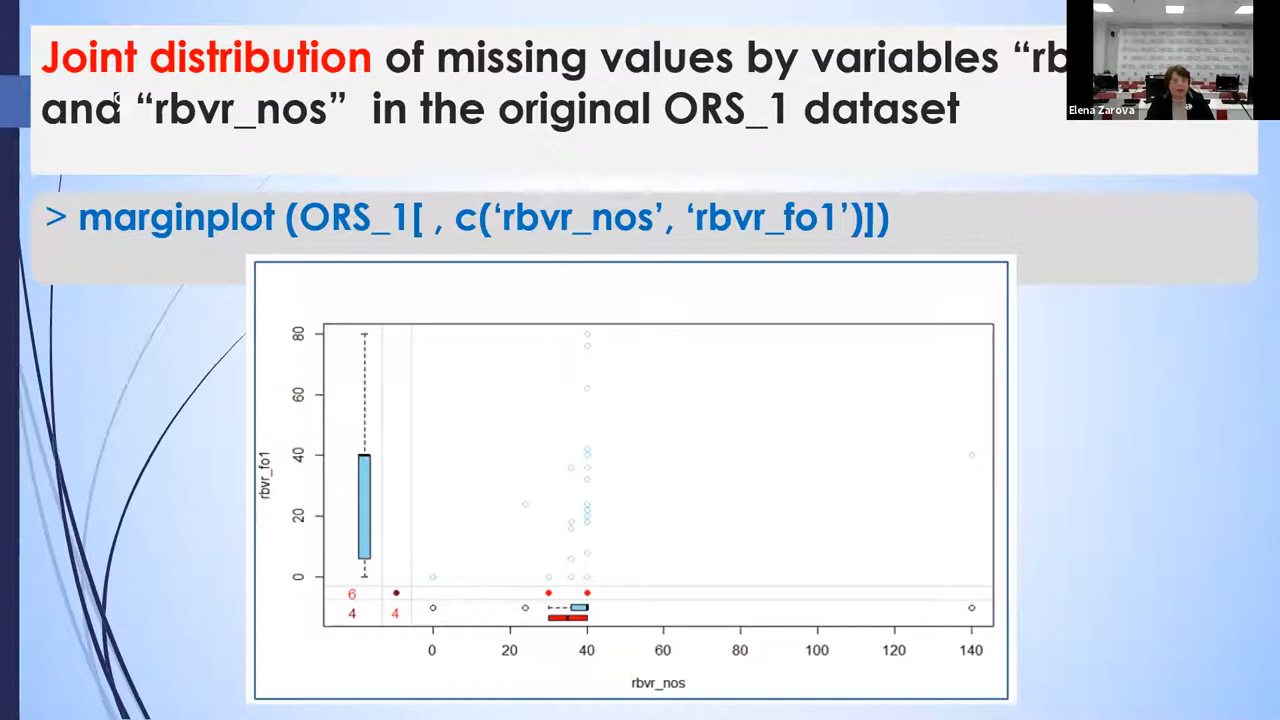 Joint distribution of missing values by variables “rb
and “rbvr_nos” in the original ORS_1 dataset
Elena Zarova
> marginplot (ORS_1[ , c(‘rbvr_nos’, ‘rbvr_fo1’)])
rbvr_fo1
80
60
40
20
0
6
4
4
0
20
40
60
80
100
120
140
rbvr_nos